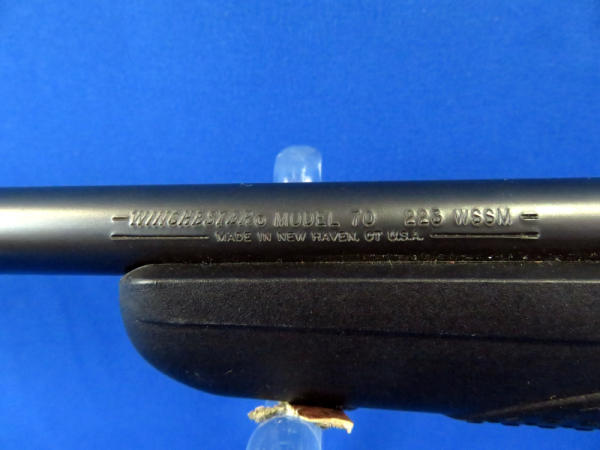 WINCHESTER® MODEL 70 223 WSSM
MADE IN NEW HAVEN, CT U.S.A.